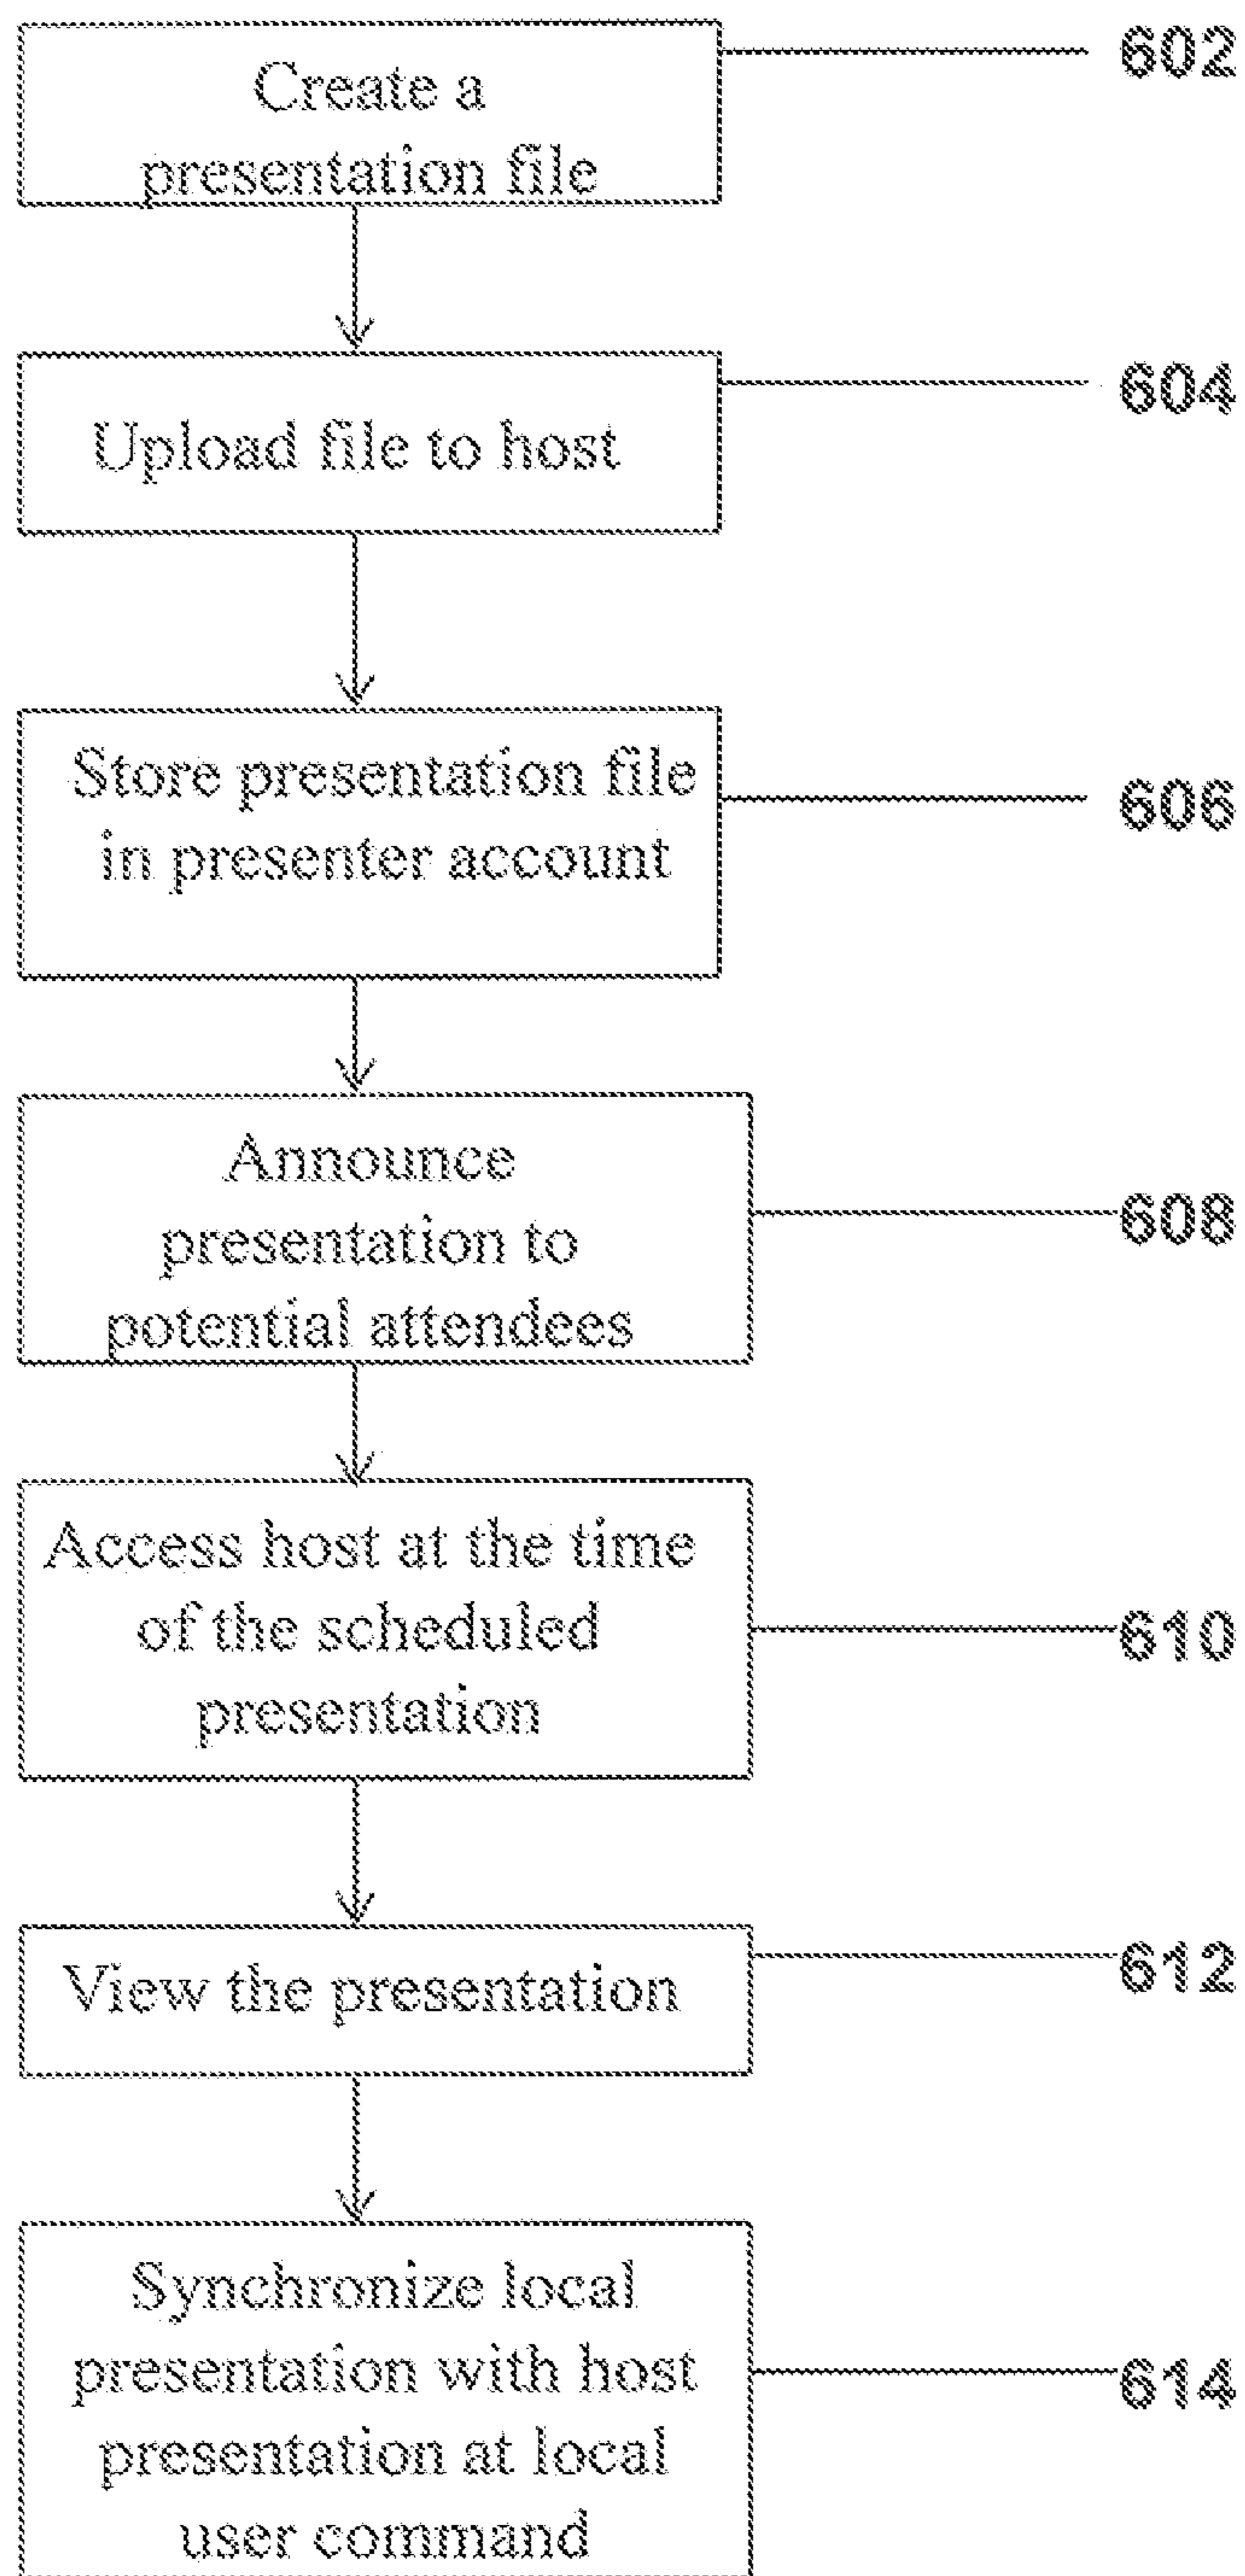 Create a
presentation file
602
Upload file to host
604
Store presentation file
in presenter account
606
Announce
presentation to
potential attendees
608
Access host at the time
of the scheduled
presentation
610
View the presentation
612
Synchronize local
presentation with host
presentation at local
user command
614